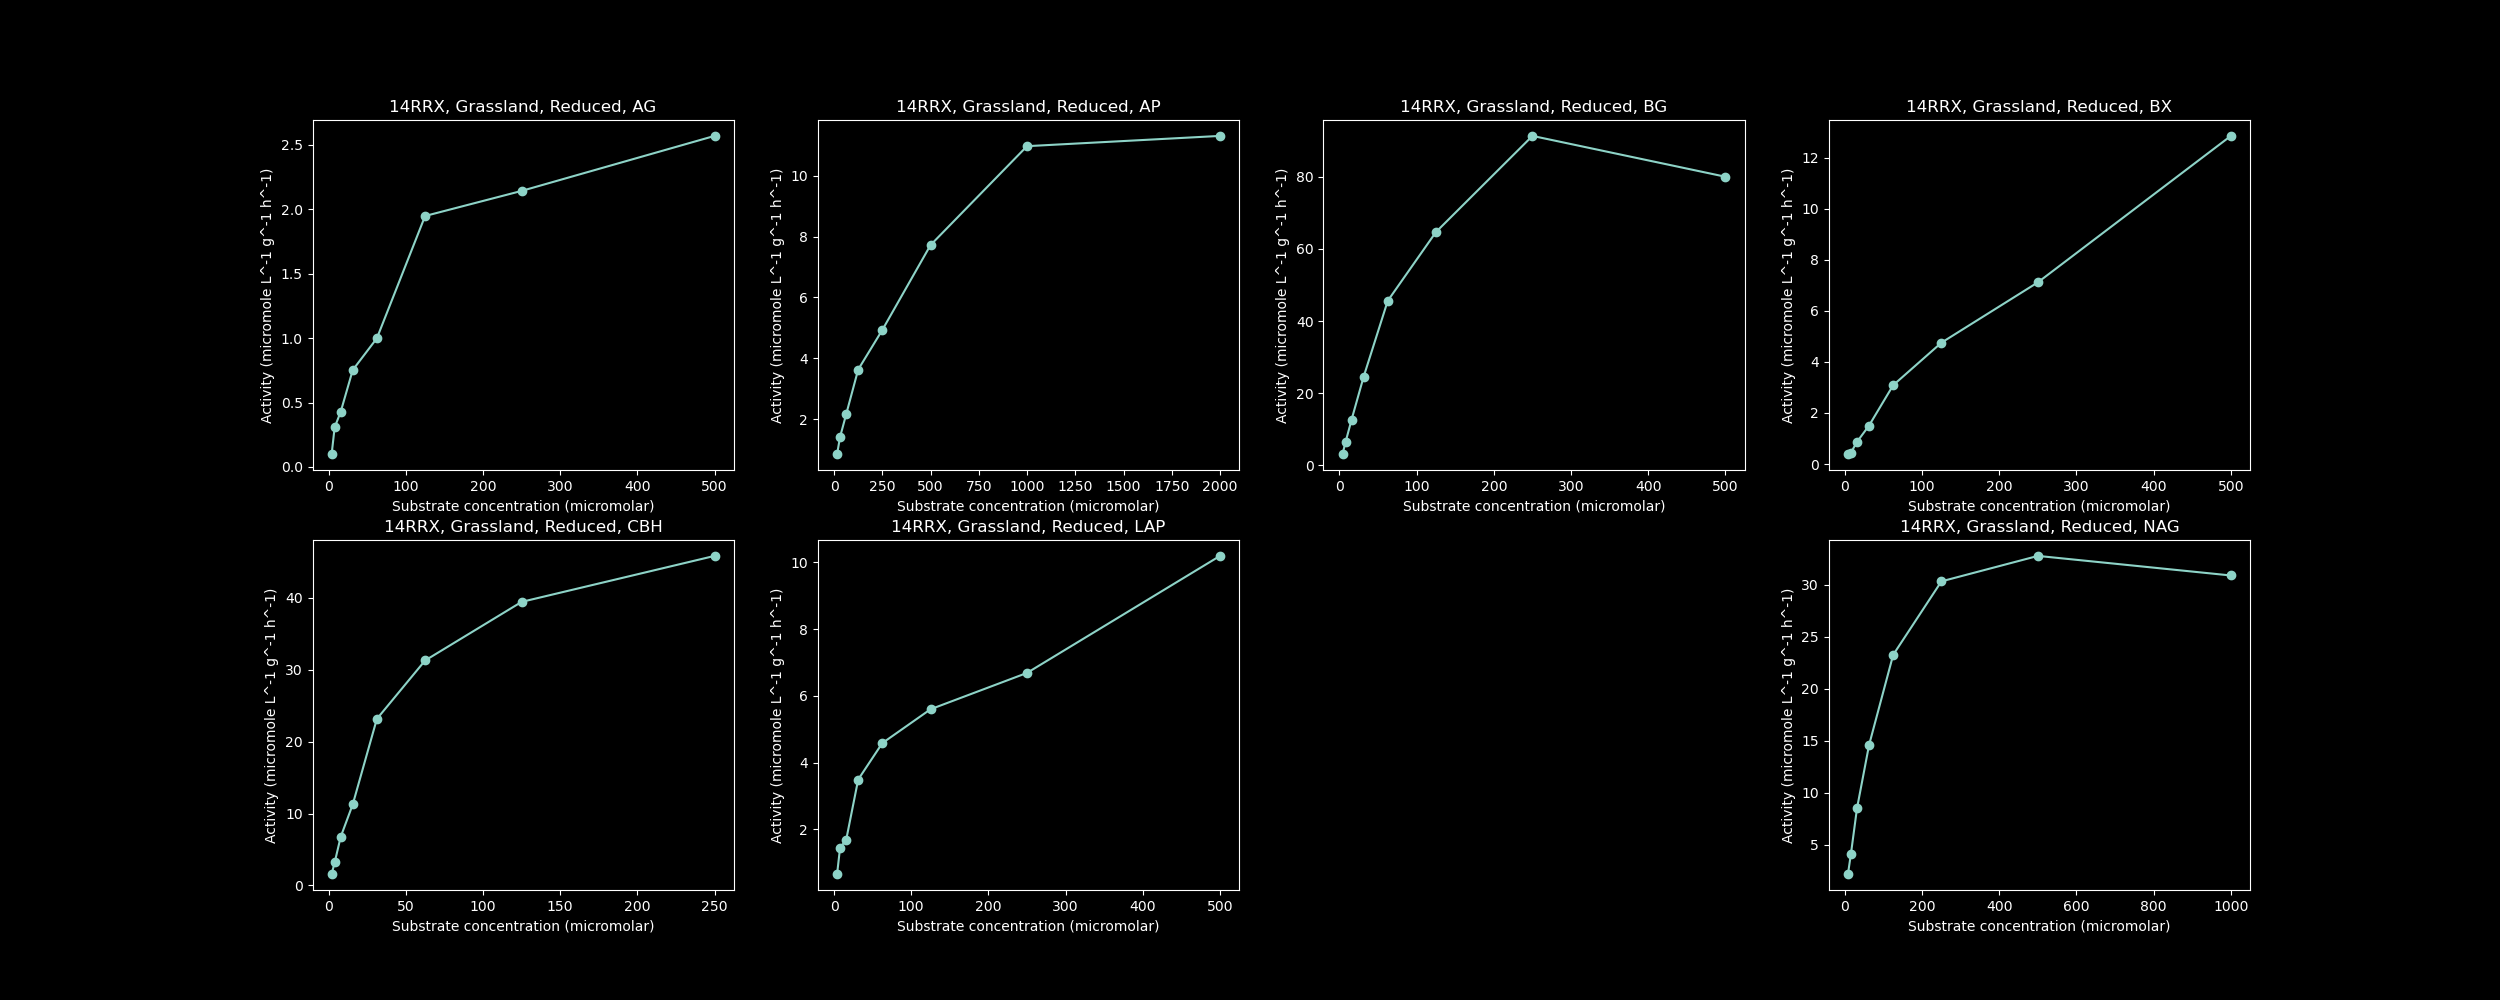 14RRX, Grassland, Reduced, AG
Activity (micromole L^-1 g^-1 h^-1)
2.5
2.0
1.5
1.0
0.5
0.0
0 100 200 300 400 500
Substrate concentration (micromolar)
14RRX, Grassland, Reduced, AP
Activity (micromole L^-1 g^-1 h^-1)
10
8
6
4
2
0 250 500 750 1000 1250 1500 1750 2000
Substrate concentration (micromolar)
14RRX, Grassland, Reduced, BG
Activity (micromole L^-1 g^-1 h^-1)
80
60
40
20
0
0 100 200 300 400 500
Substrate concentration (micromolar)
14RRX, Grassland, Reduced, BX
Activity (micromole L^-1 g^-1 h^-1)
12
10
8
6
4
2
0
0 100 200 300 400 500
Substrate concentration (micromolar)
14RRX, Grassland, Reduced, CBH
Activity (micromole L^-1 g^-1 h^-1)
40
30
20
10
0
0 50 100 150 200 250
Substrate concentration (micromolar)
14RRX, Grassland, Reduced, LAP
Activity (micromole L^-1 g^-1 h^-1)
10
8
6
4
2
0 100 200 300 400 500
Substrate concentration (micromolar)
14RRX, Grassland, Reduced, NAG
Activity (micromole L^-1 g^-1 h^-1)
30
25
20
15
10
5
0 200 400 600 800 1000
Substrate concentration (micromolar)